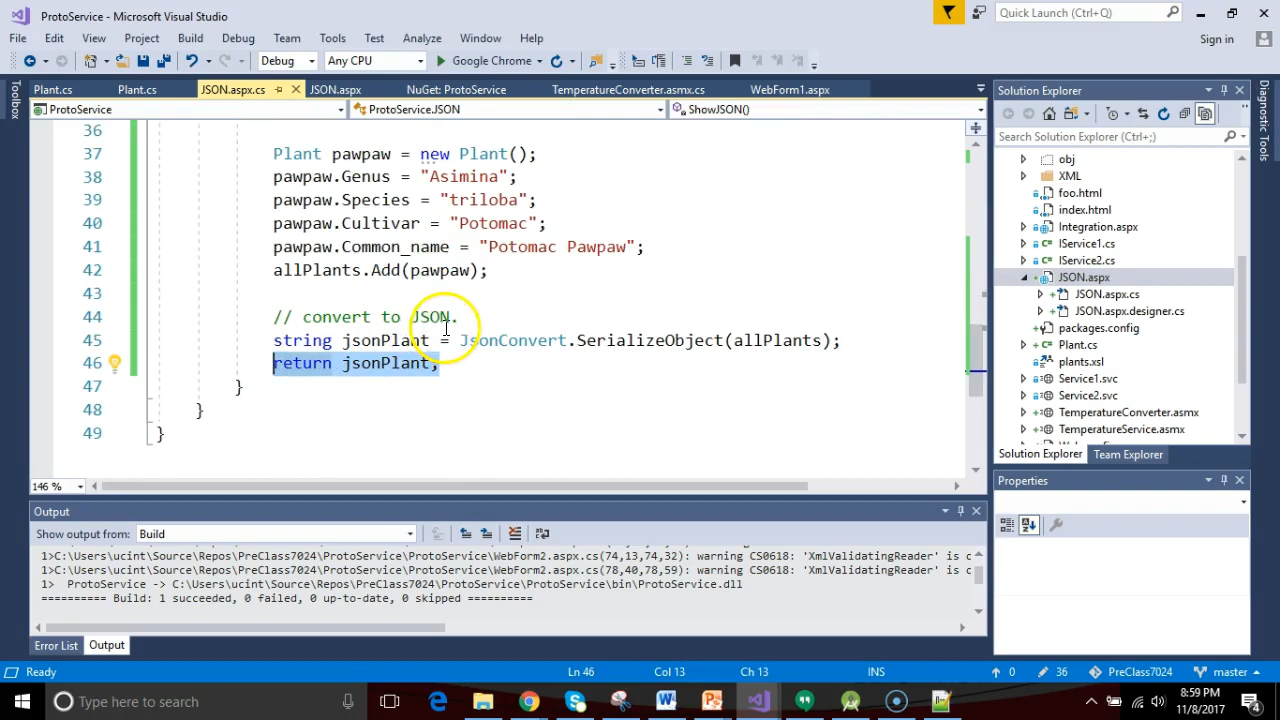 ProtoService - Microsoft Visual Studio
Quick Launch (Ctrl+Q)
File Edit View Project Build Debug Team Tools Test Analyze Window Help
Sign in
Debug Any CPU Google Chrome
Plant.cs Plant.cs JSON.aspx.cs JSON.aspx NuGet: ProtoService TemperatureConverter.asmx.cs WebForm1.aspx
ProtoService ProtoService.JSON ShowJSON()
Toolbox
36
37 Plant pawpaw = new Plant();
38 pawpaw.Genus = "Asimina";
39 pawpaw.Species = "triloba";
40 pawpaw.Cultivar = "Potomac";
41 pawpaw.Common_name = "Potomac Pawpaw";
42 allPlants.Add(pawpaw);
43
44 // convert to JSON.
45 string jsonPlant = JsonConvert.SerializeObject(allPlants);
46 return jsonPlant;
47 }
48 }
49 }
146 %
Output
Show output from: Build
1>C:\Users\ucint\Source\Repos\PreClass7024\ProtoService\ProtoService\WebForm2.aspx.cs(74,13,74,32): warning CS0618: 'XmlValidatingReader' is o
1>C:\Users\ucint\Source\Repos\PreClass7024\ProtoService\ProtoService\WebForm2.aspx.cs(78,40,78,59): warning CS0618: 'XmlValidatingReader' is o
1> ProtoService -> C:\Users\ucint\Source\Repos\PreClass7024\ProtoService\ProtoService\bin\ProtoService.dll
========== Build: 1 succeeded, 0 failed, 0 up-to-date, 0 skipped ==========
Error List Output
Solution Explorer
Search Solution Explorer (Ctrl+;)
obj
XML
foo.html
index.html
Integration.aspx
IService1.cs
IService2.cs
JSON.aspx
JSON.aspx.cs
JSON.aspx.designer.cs
packages.config
Plant.cs
plants.xsl
Service1.svc
Service2.svc
TemperatureConverter.asmx
TemperatureService.asmx
Solution Explorer Team Explorer
Properties
Diagnostic Tools
Ready Ln 46 Col 13 Ch 13 INS 0 36 PreClass7024 master
Type here to search
8:59 PM
11/8/2017
4